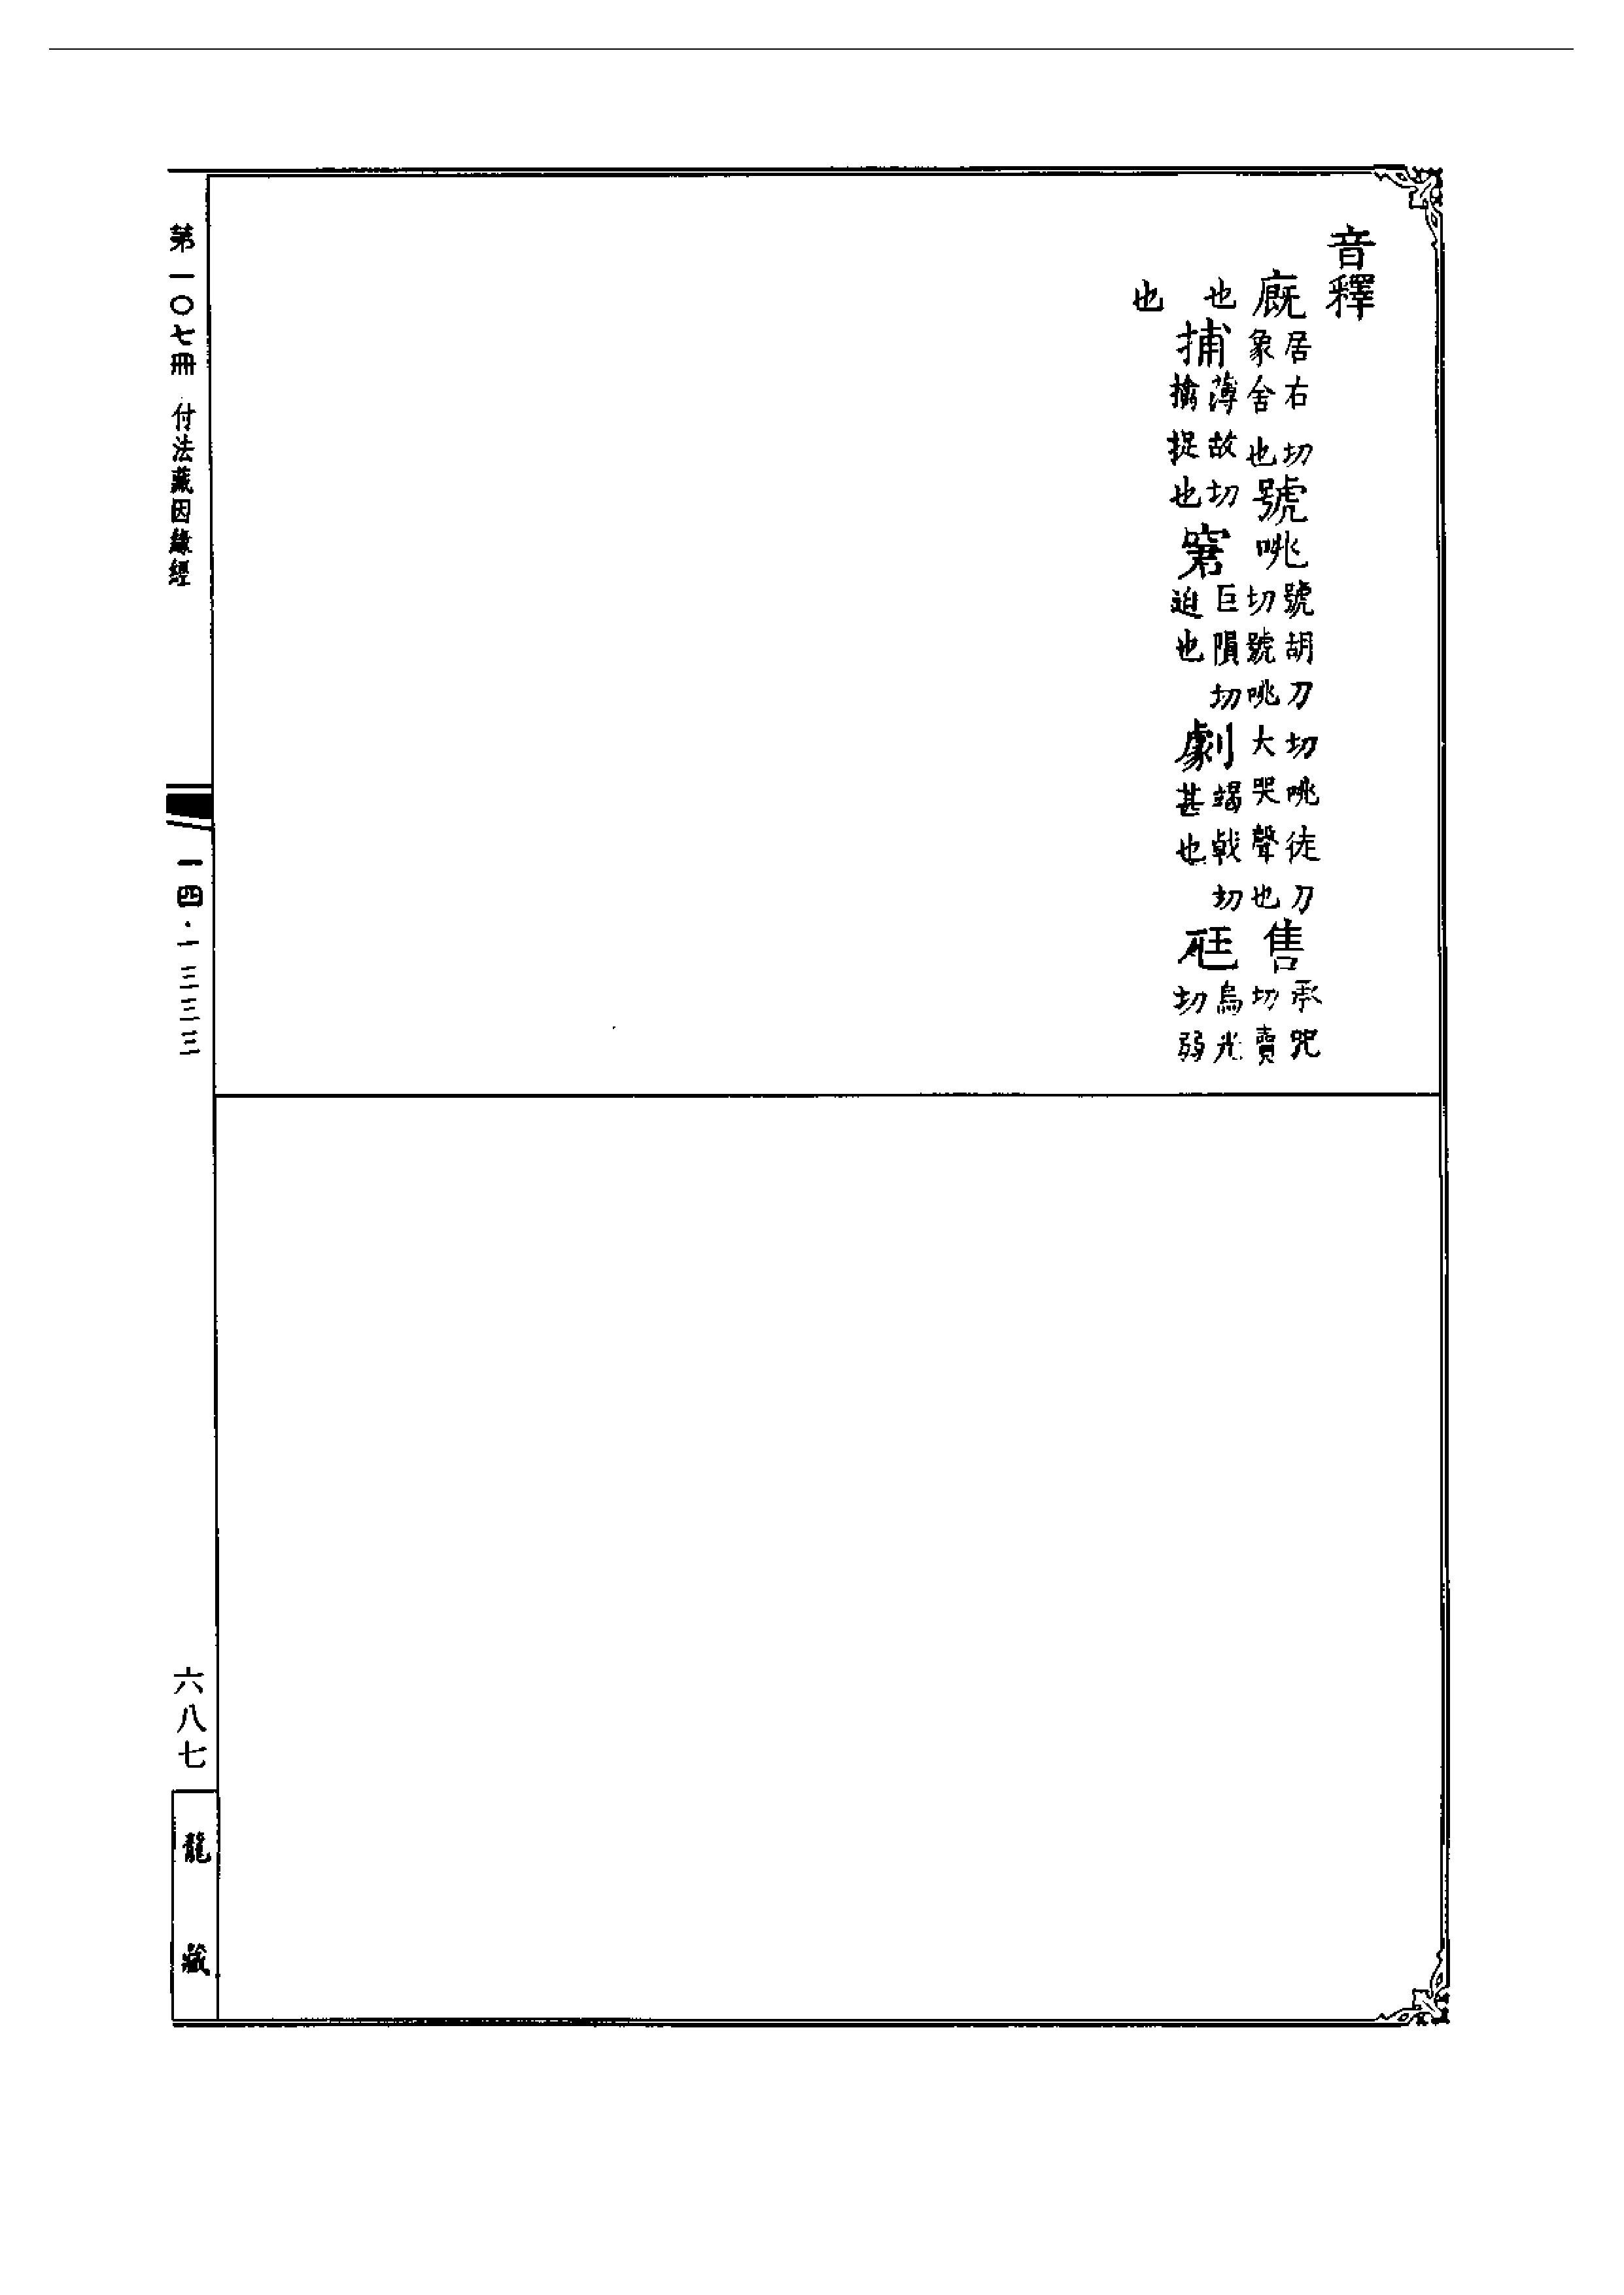 音釋
廐居右切象舍也號咷號胡刀切咷徒刀切號咷大哭聲也售承咒切賣
也捕薄故切擒捉也窘巨隕切迫也劇竭戟切甚也尫烏光切弱
也
第一〇七冊 付法藏因緣經
一四·一三三三
六八七
龍藏